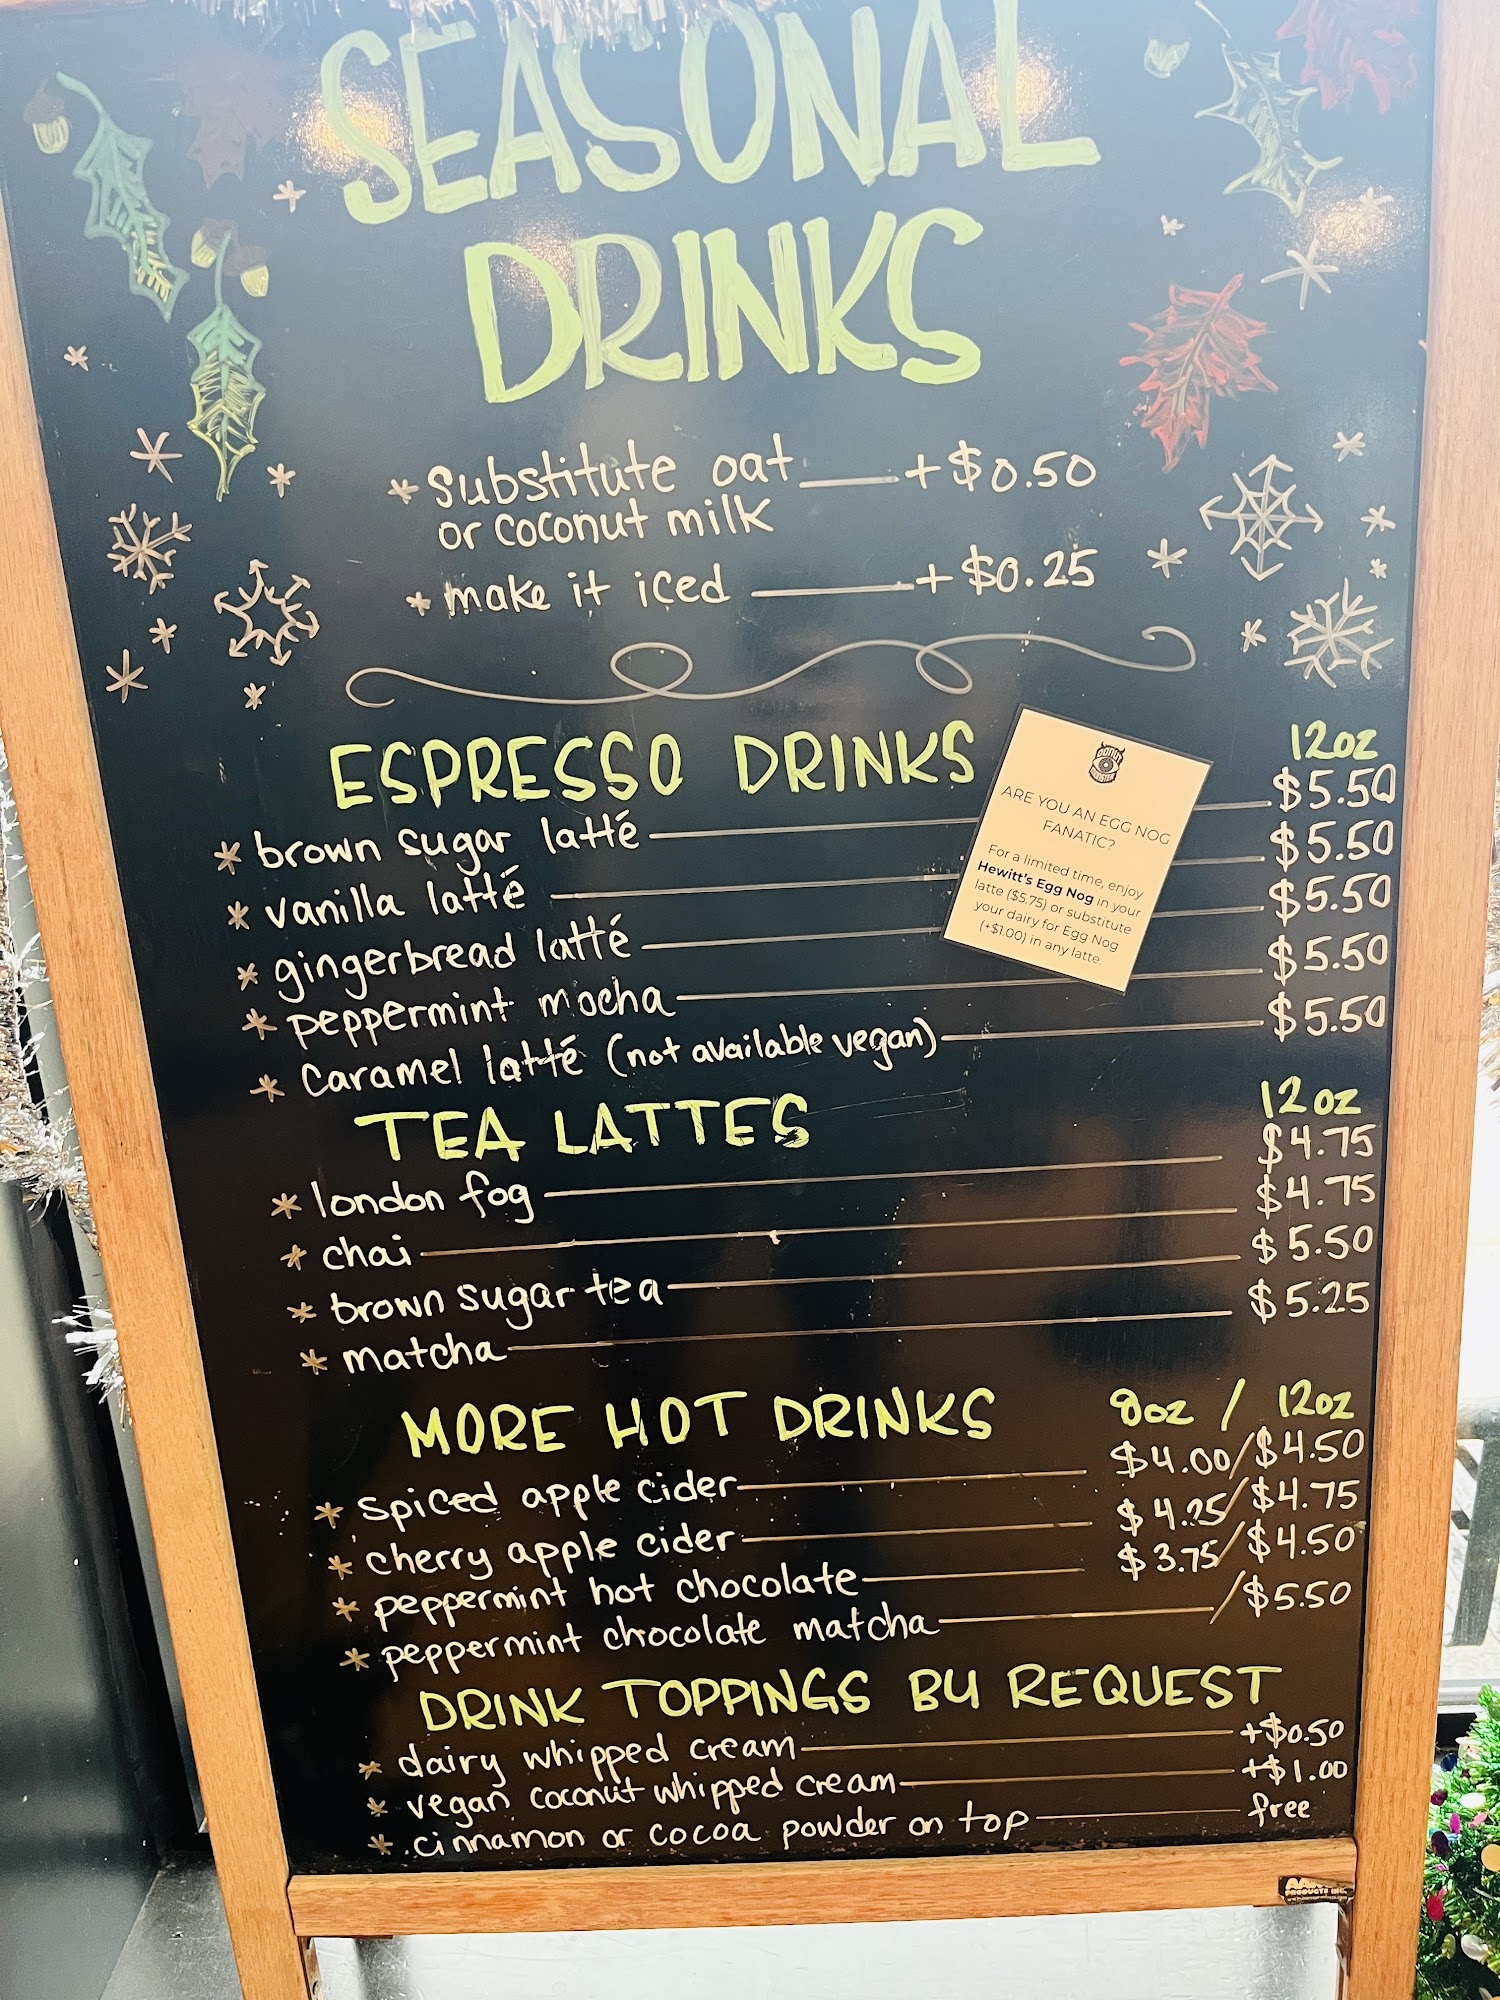 SEASONAL
DRINKS
* Substitute oat + $0.50
or coconut milk
* make it iced + $0.25
ESPRESSO DRINKS 12oz
* brown sugar latté $5.50
* vanilla latté $5.50
* gingerbread latté $5.50
* peppermint mocha $5.50
* Caramel latté (not available vegan) $5.50
ARE YOU AN EGG NOG
FANATIC?
For a limited time, enjoy
Hewitt's Egg Nog in your
latte ($5.75) or substitute
your dairy for Egg Nog
(+$1.00) in any latte.
TEA LATTES 12oz
* london fog $4.75
* chai $4.75
* brown sugar tea $5.50
* matcha $5.25
MORE HOT DRINKS 8oz / 12oz
* spiced apple cider $4.00/$4.50
* cherry apple cider $4.25/$4.75
* peppermint hot chocolate $3.75/$4.50
* peppermint chocolate matcha /$5.50
DRINK TOPPINGS BY REQUEST
* dairy whipped cream +$0.50
* vegan coconut whipped cream +$1.00
* cinnamon or cocoa powder on top free
PRODUCTS INC.